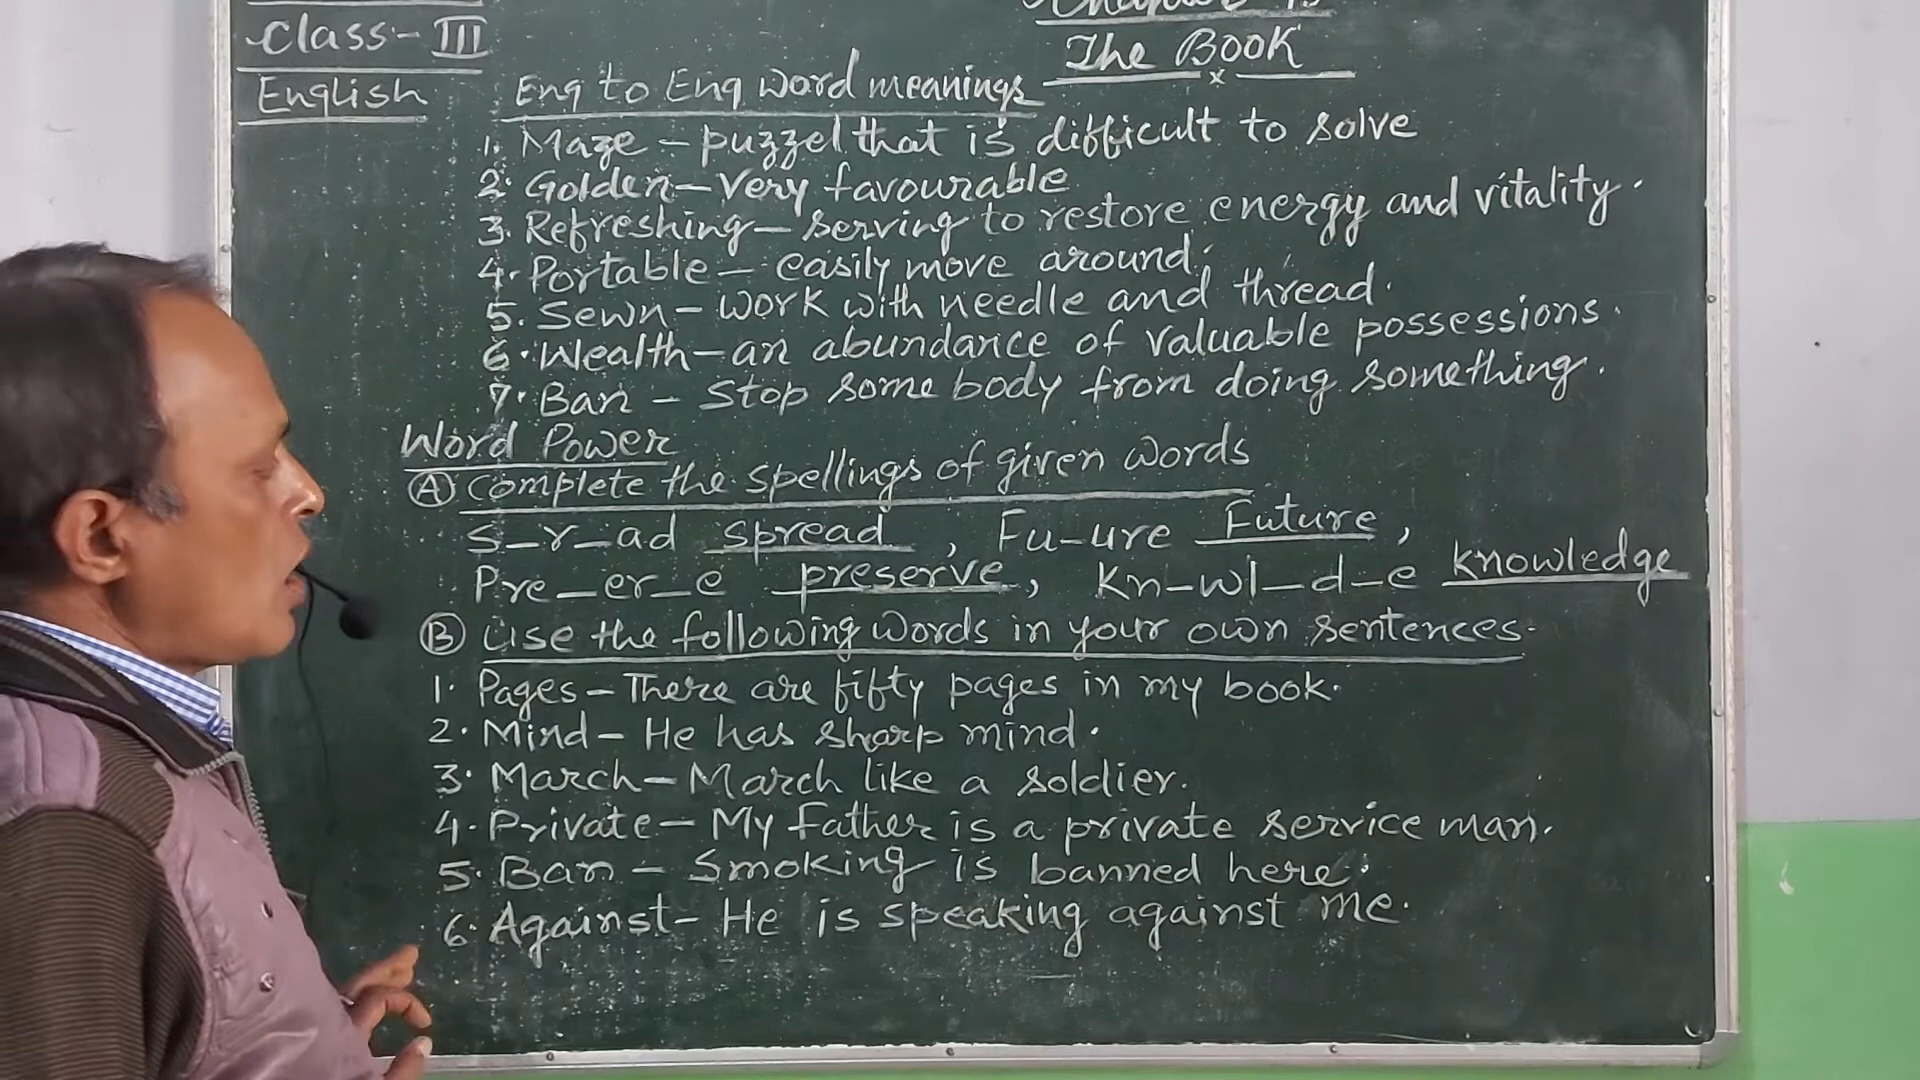 Class-III
The BOOK
x
English
Eng to Eng word meanings
1. Maze - puzzel that is difficult to solve
2. Golden - Very favourable
3. Refreshing - serving to restore energy and vitality.
4. Portable - easily move around.
5. Sewn - work with needle and thread.
6. Wealth - an abundance of valuable possessions.
7. Ban - Stop some body from doing something.
Word Power
(A) Complete the spellings of given words
S_r_ad spread, Fu_ure Future,
Pre_er_e preserve, Kn_wl_d_e knowledge
(B) Use the following words in your own sentences.
1. Pages - There are fifty pages in my book.
2. Mind - He has sharp mind.
3. March - March like a soldier.
4. Private - My Father is a private service man.
5. Ban - Smoking is banned here.
6. Against - He is speaking against me.